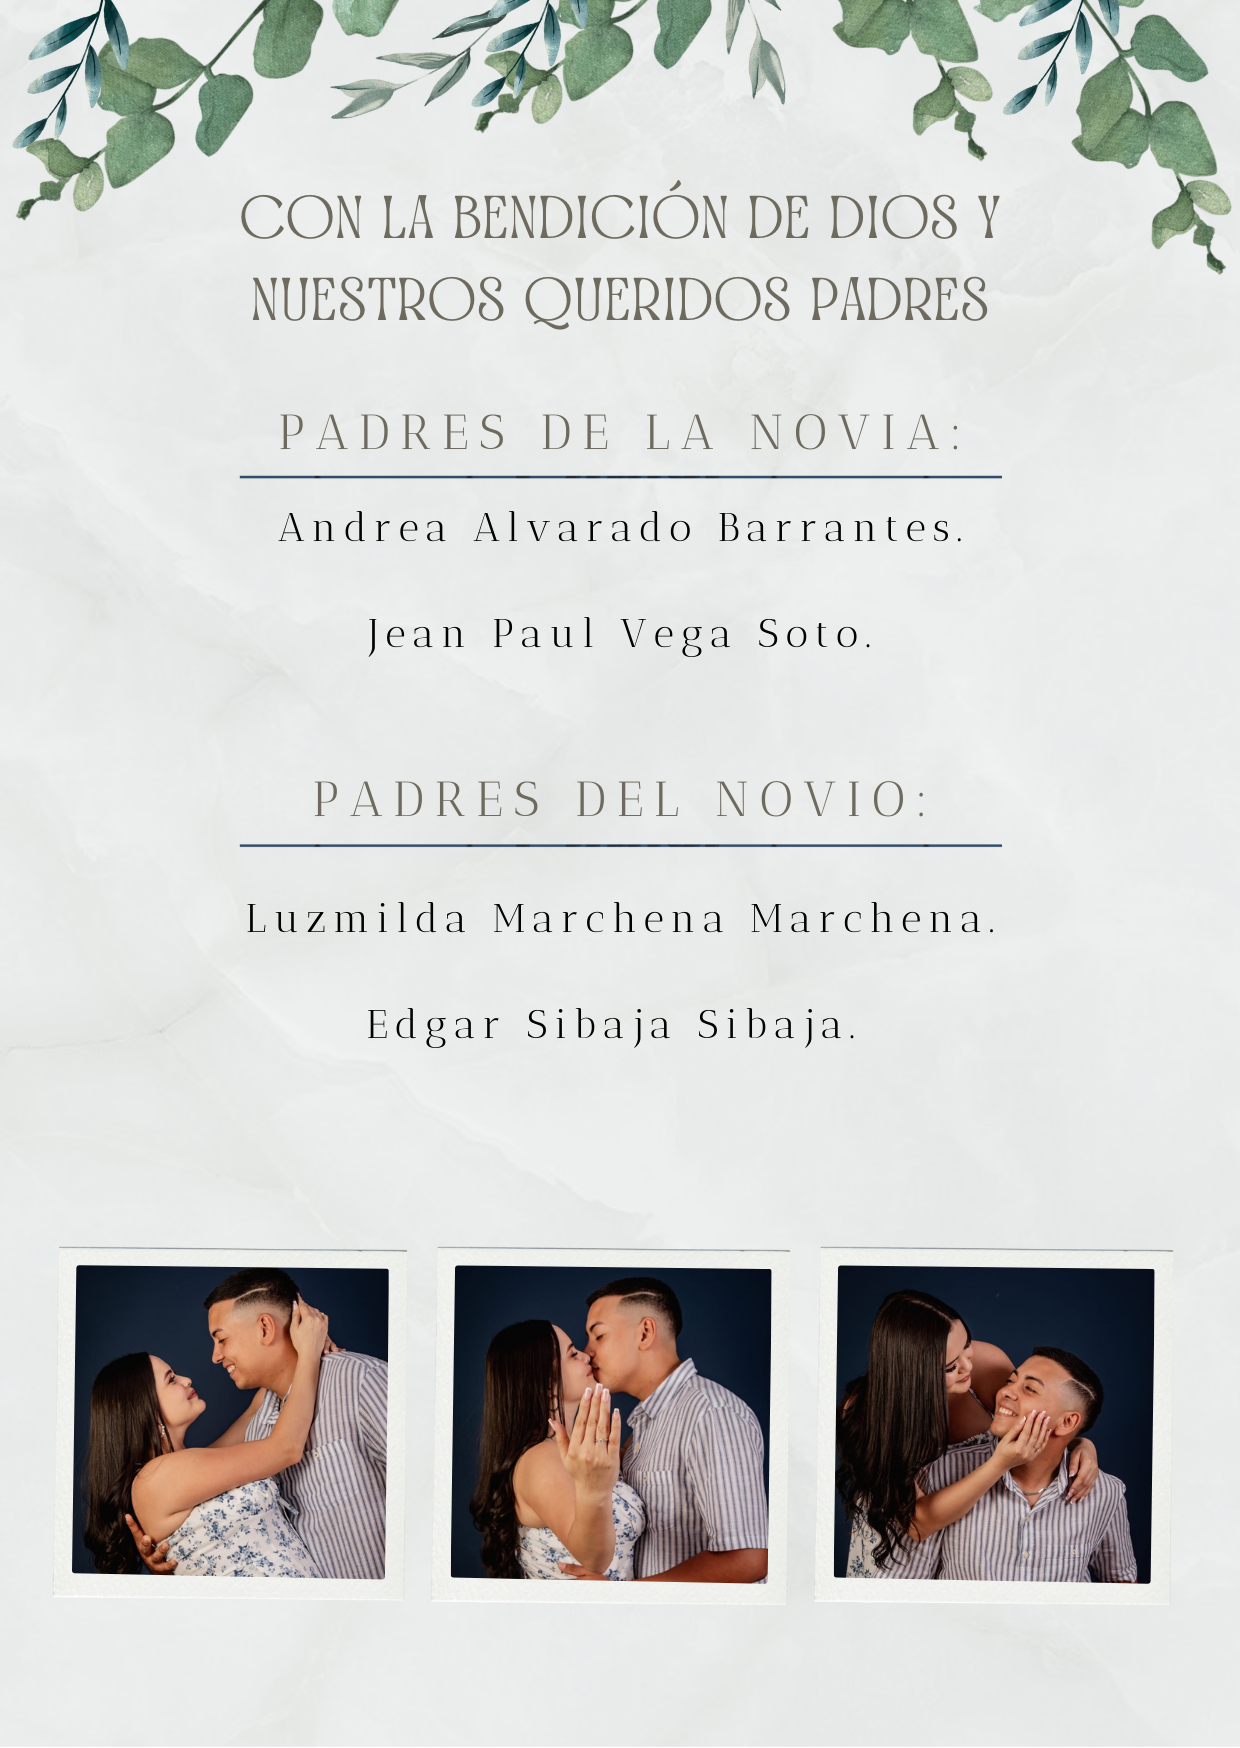 CON LA BENDICIÓN DE DIOS Y
NUESTROS QUERIDOS PADRES
PADRES DE LA NOVIA:
Andrea Alvarado Barrantes.
Jean Paul Vega Soto.
PADRES DEL NOVIO:
Luzmilda Marchena Marchena.
Edgar Sibaja Sibaja.